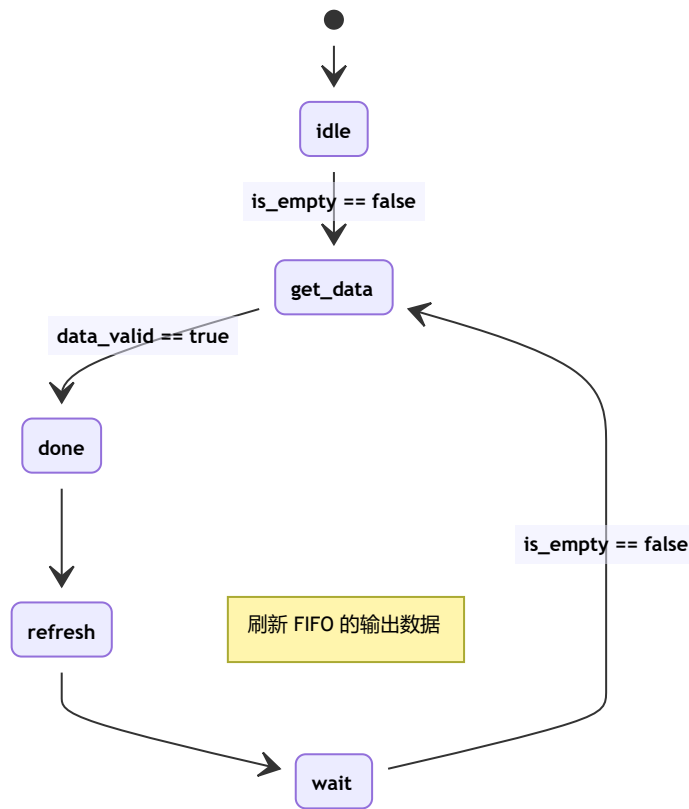 idle
is_empty == false
get_data
data_valid == true
done
is_empty == false
refresh
刷新 FIFO 的输出数据
wait